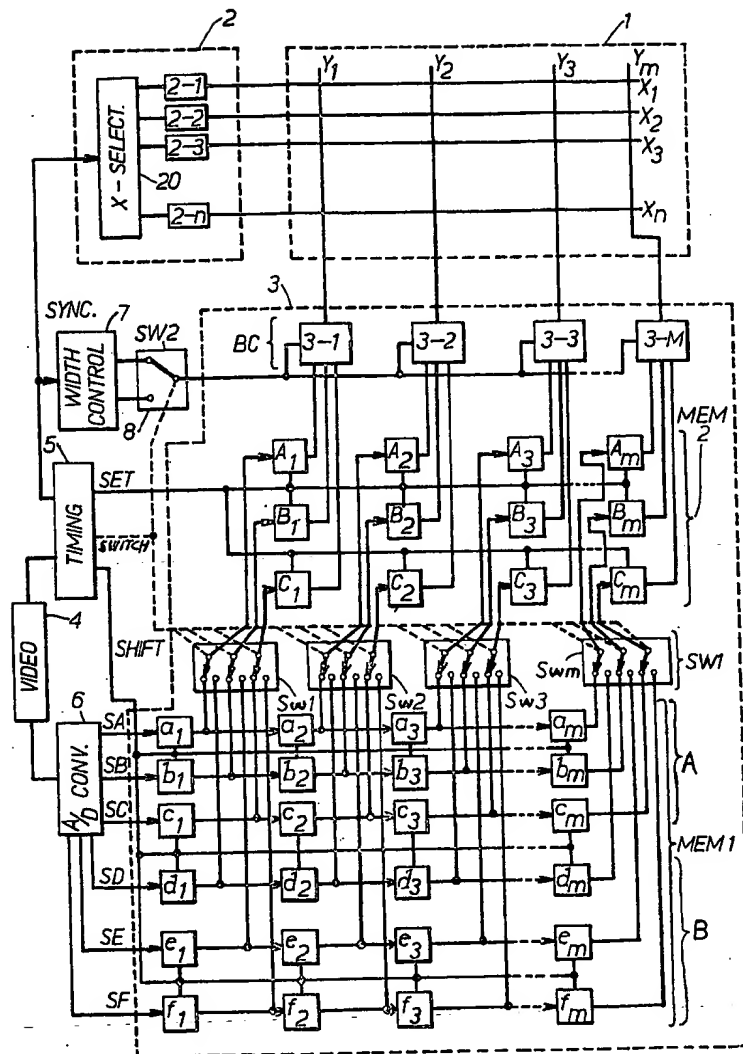 2
1
Y1 Y2 Y3 Ym
X-SELECT.
20
2-1
2-2
2-3
2-n
X1
X2
X3
Xn
3
SYNC.
7
WIDTH CONTROL
SW2
8
BC
3-1 3-2 3-3 3-M
MEM 2
5
TIMING
SET
SWITCH
SHIFT
A1 A2 A3 Am
B1 B2 B3 Bm
C1 C2 C3 Cm
4
VIDEO
Sw1 Sw2 Sw3 Swm
SW1
6
A/D CONV.
SA a1 a2 a3 am
SB b1 b2 b3 bm
SC c1 c2 c3 cm
SD d1 d2 d3 dm
SE e1 e2 e3 em
SF f1 f2 f3 fm
A
MEM 1
B